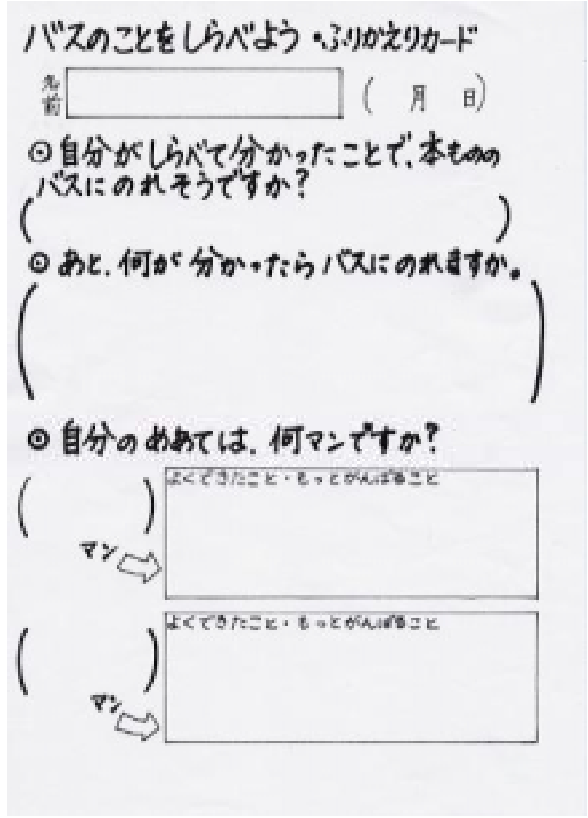 バスのことをしらべよう・ふりかえりカード
名前 ( 月 日)
◎自分がしらべて分かったことで、本ものの
バスにのれそうですか?
( )
◎あと、何が分かったらバスにのれますか。
( )
◎自分のめあては、何マンですか?
よくできたこと・もっとがんばること
( )
マン
よくできたこと・もっとがんばること
( )
マン